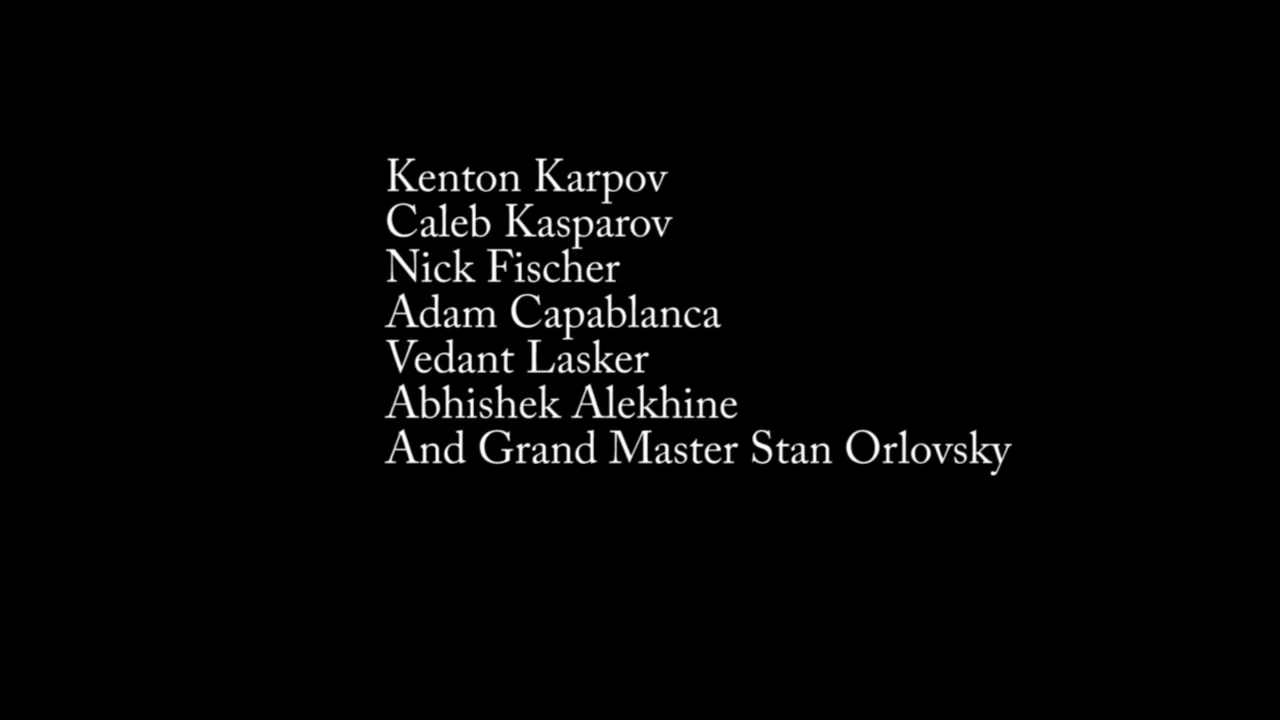 Kenton Karpov
Caleb Kasparov
Nick Fischer
Adam Capablanca
Vedant Lasker
Abhishek Alekhine
And Grand Master Stan Orlovsky